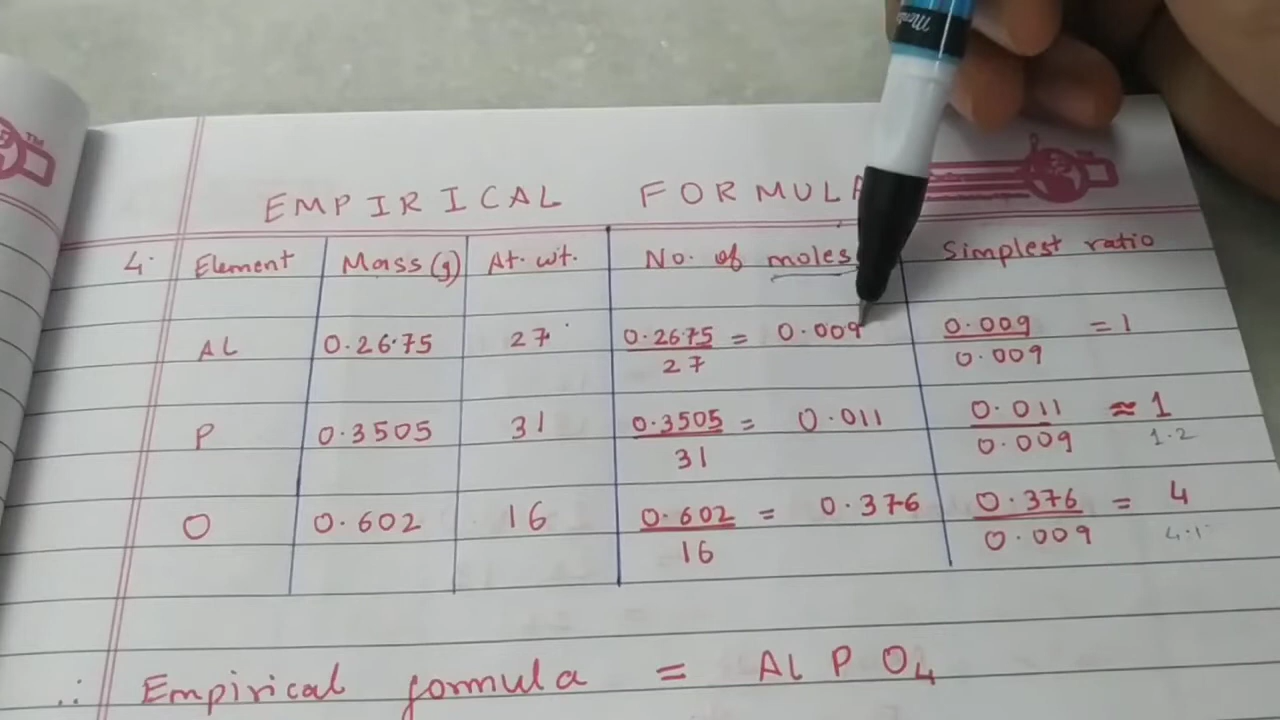 EMPIRICAL FORMULA
4. Element Mass (g) At. wt. No. of moles Simplest ratio
AL 0.2675 27 0.2675/27 = 0.009 0.009/0.009 = 1
P 0.3505 31 0.3505/31 = 0.011 0.011/0.009 ≈ 1
1.2
O 0.602 16 0.602/16 = 0.376 0.376/0.009 = 4
4.1
∴ Empirical formula = AL P O4
TM